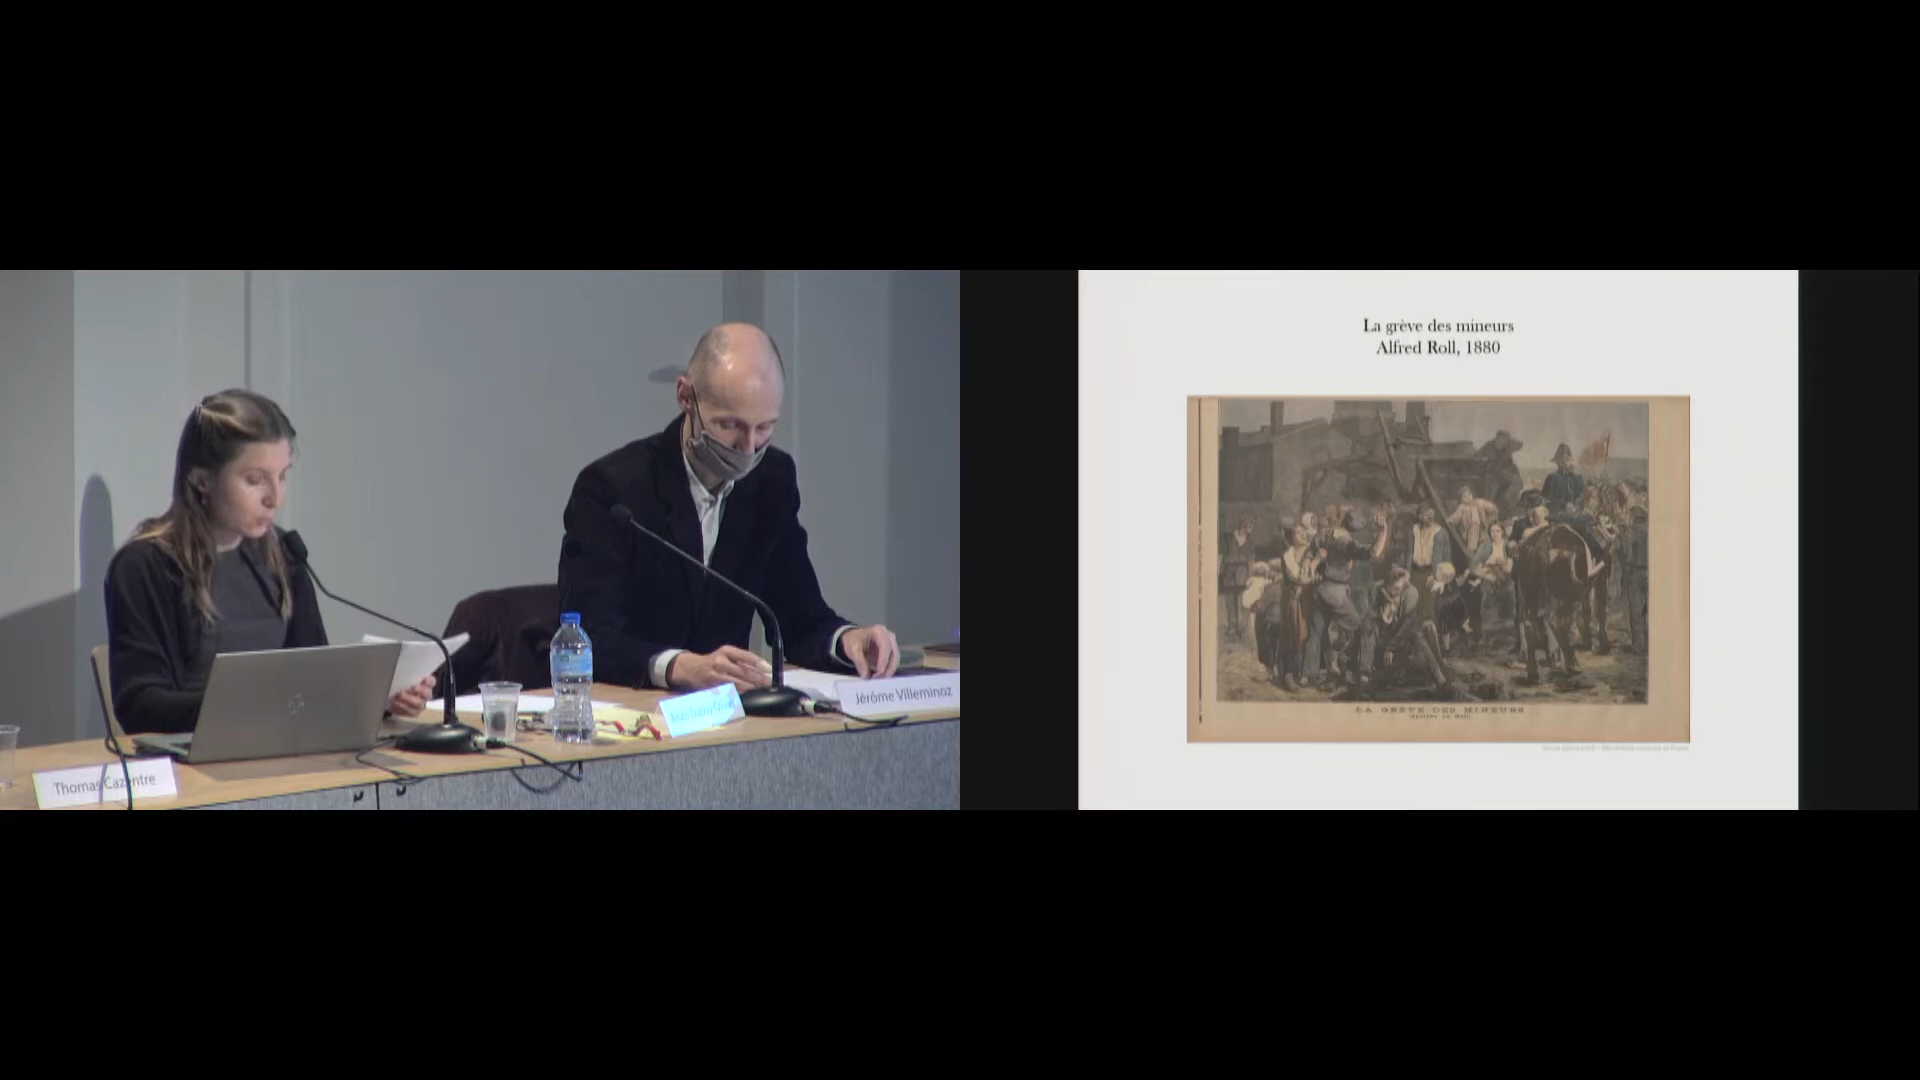 Thomas Cazentre
Jérôme Villeminoz
La grève des mineurs
Alfred Roll, 1880
LA GRÈVE DES MINEURS